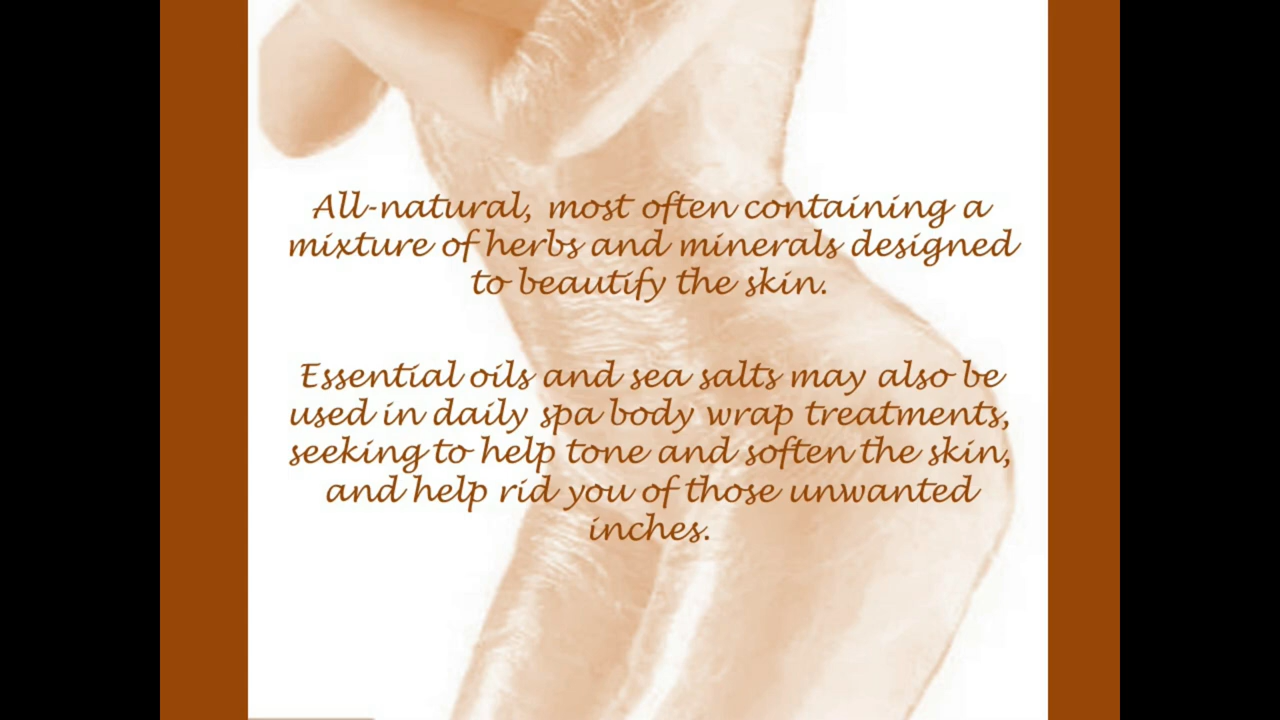 All-natural, most often containing a
mixture of herbs and minerals designed
to beautify the skin.
Essential oils and sea salts may also be
used in daily spa body wrap treatments,
seeking to help tone and soften the skin,
and help rid you of those unwanted
inches.